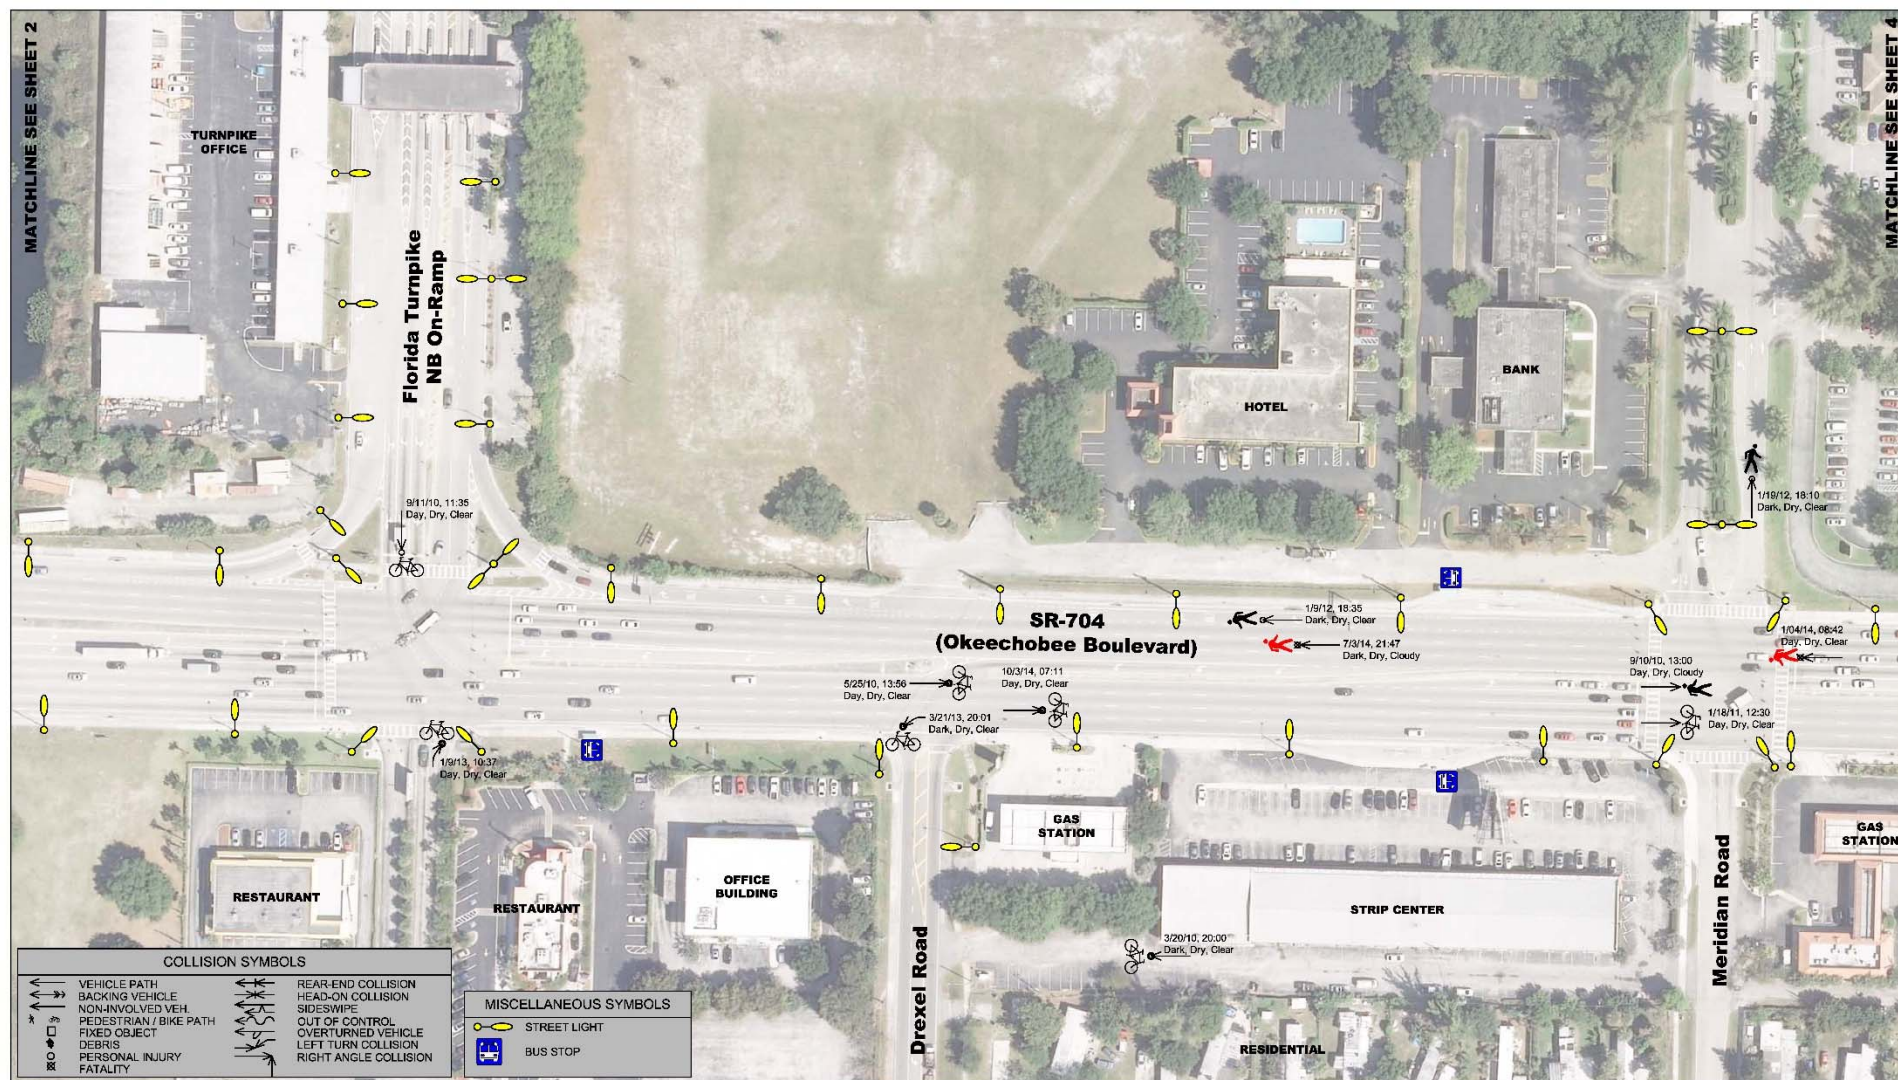 MATCHLINE SEE SHEET 2
MATCHLINE SEE SHEET 4
TURNPIKE
OFFICE
Florida Turnpike
NB On-Ramp
HOTEL
BANK
9/11/10, 11:35
Day, Dry, Clear
1/19/12, 18:10
Dark, Dry, Clear
SR-704
(Okeechobee Boulevard)
1/9/12, 18:35
Dark, Dry, Clear
7/3/14, 21:47
Dark, Dry, Cloudy
1/04/14, 08:42
Day, Dry, Clear
9/10/10, 13:00
Day, Dry, Cloudy
5/25/10, 13:56
Day, Dry, Clear
10/3/14, 07:11
Day, Dry, Clear
3/21/13, 20:01
Dark, Dry, Clear
1/18/11, 12:30
Day, Dry, Clear
1/9/13, 10:37
Day, Dry, Clear
RESTAURANT
RESTAURANT
OFFICE
BUILDING
GAS
STATION
STRIP CENTER
GAS
STATION
3/20/10, 20:00
Dark, Dry, Clear
Drexel Road
Meridian Road
RESIDENTIAL
COLLISION SYMBOLS
VEHICLE PATH
BACKING VEHICLE
NON-INVOLVED VEH.
PEDESTRIAN / BIKE PATH
FIXED OBJECT
DEBRIS
PERSONAL INJURY
FATALITY
REAR-END COLLISION
HEAD-ON COLLISION
SIDESWIPE
OUT OF CONTROL
OVERTURNED VEHICLE
LEFT TURN COLLISION
RIGHT ANGLE COLLISION
MISCELLANEOUS SYMBOLS
STREET LIGHT
BUS STOP